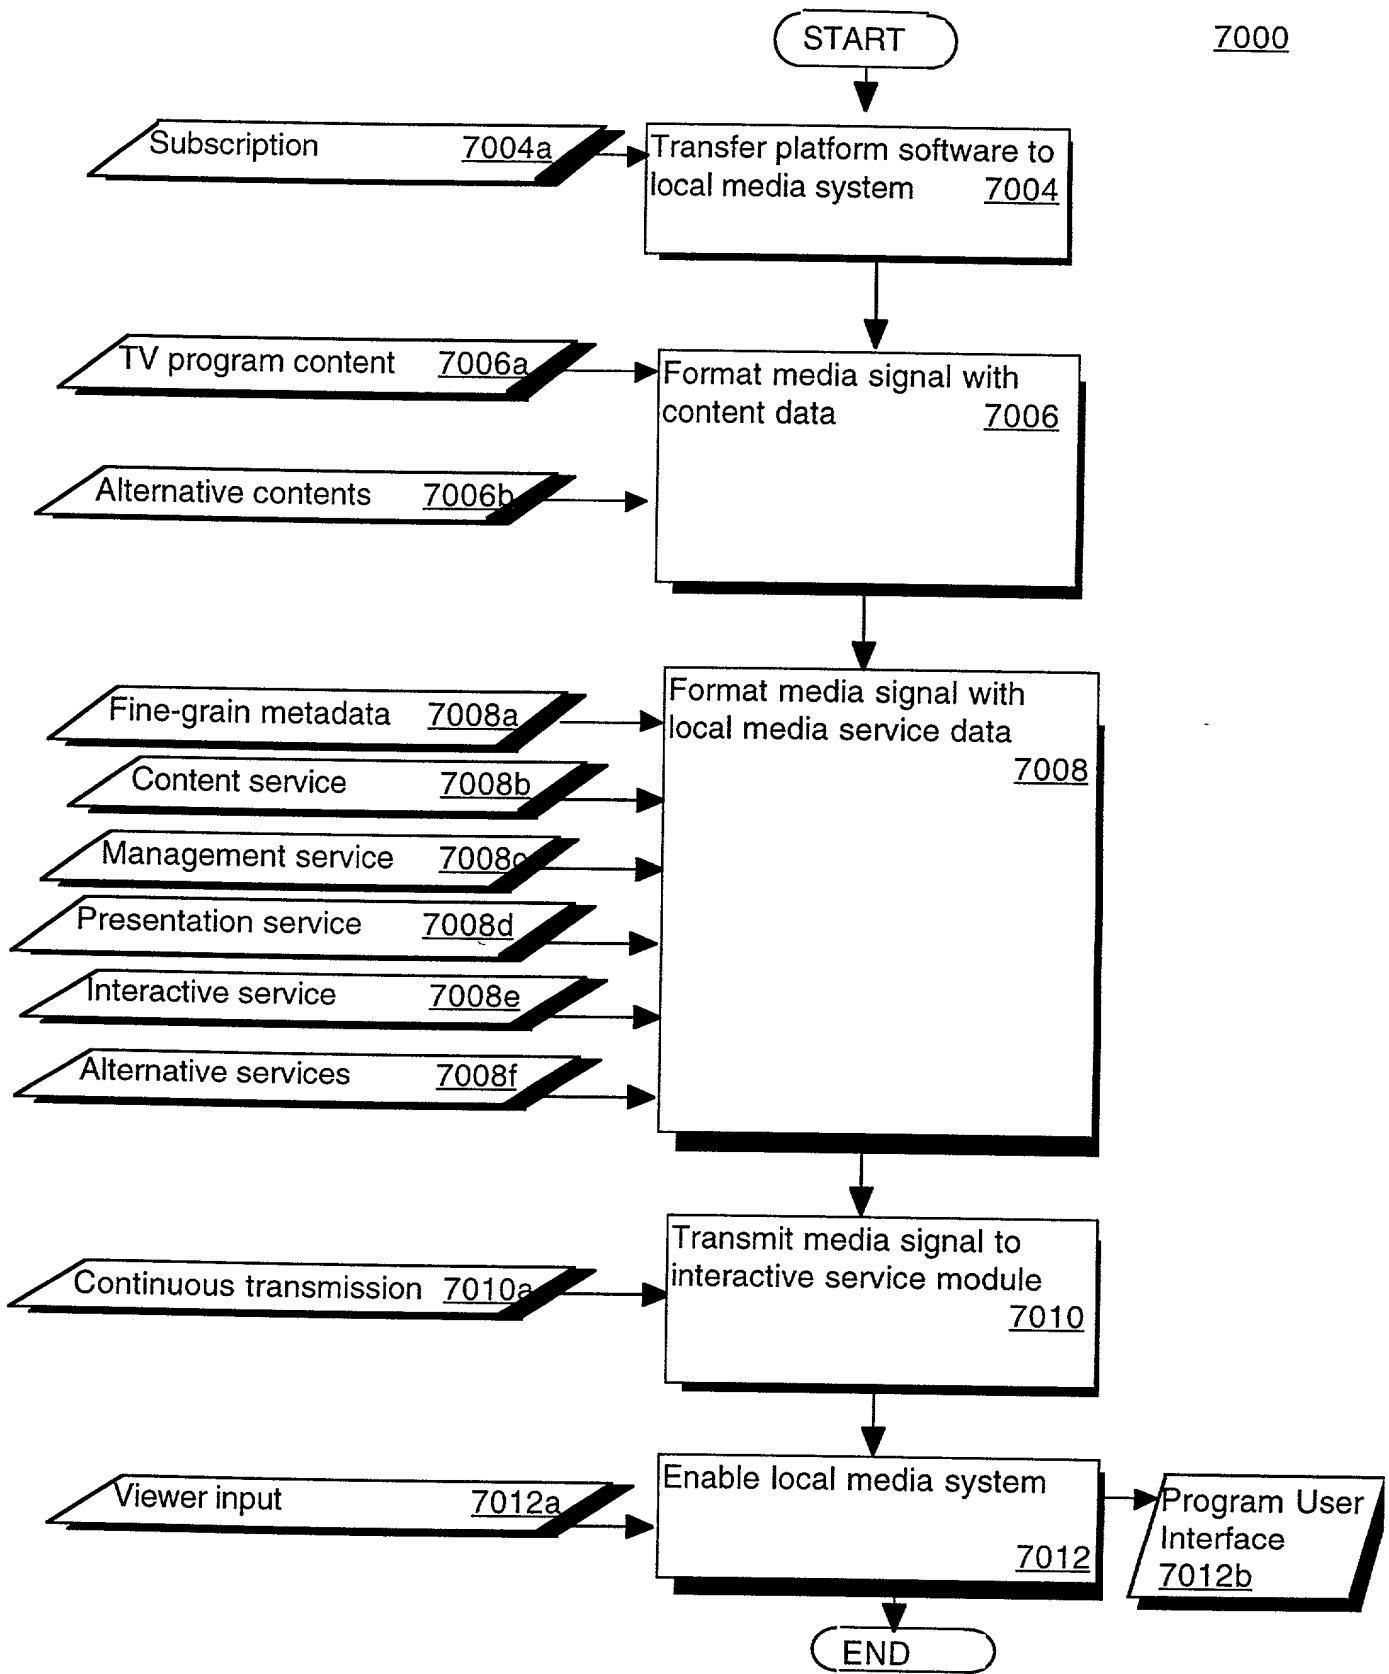 START
7000
Subscription 7004a
Transfer platform software to
local media system 7004
TV program content 7006a
Format media signal with
content data 7006
Alternative contents 7006b
Format media signal with
local media service data
7008
Fine-grain metadata 7008a
Content service 7008b
Management service 7008c
Presentation service 7008d
Interactive service 7008e
Alternative services 7008f
Transmit media signal to
interactive service module
7010
Continuous transmission 7010a
Enable local media system
7012
Viewer input 7012a
Program User
Interface
7012b
END